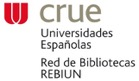 crue
Universidades
Españolas
Red de Bibliotecas
REBIUN